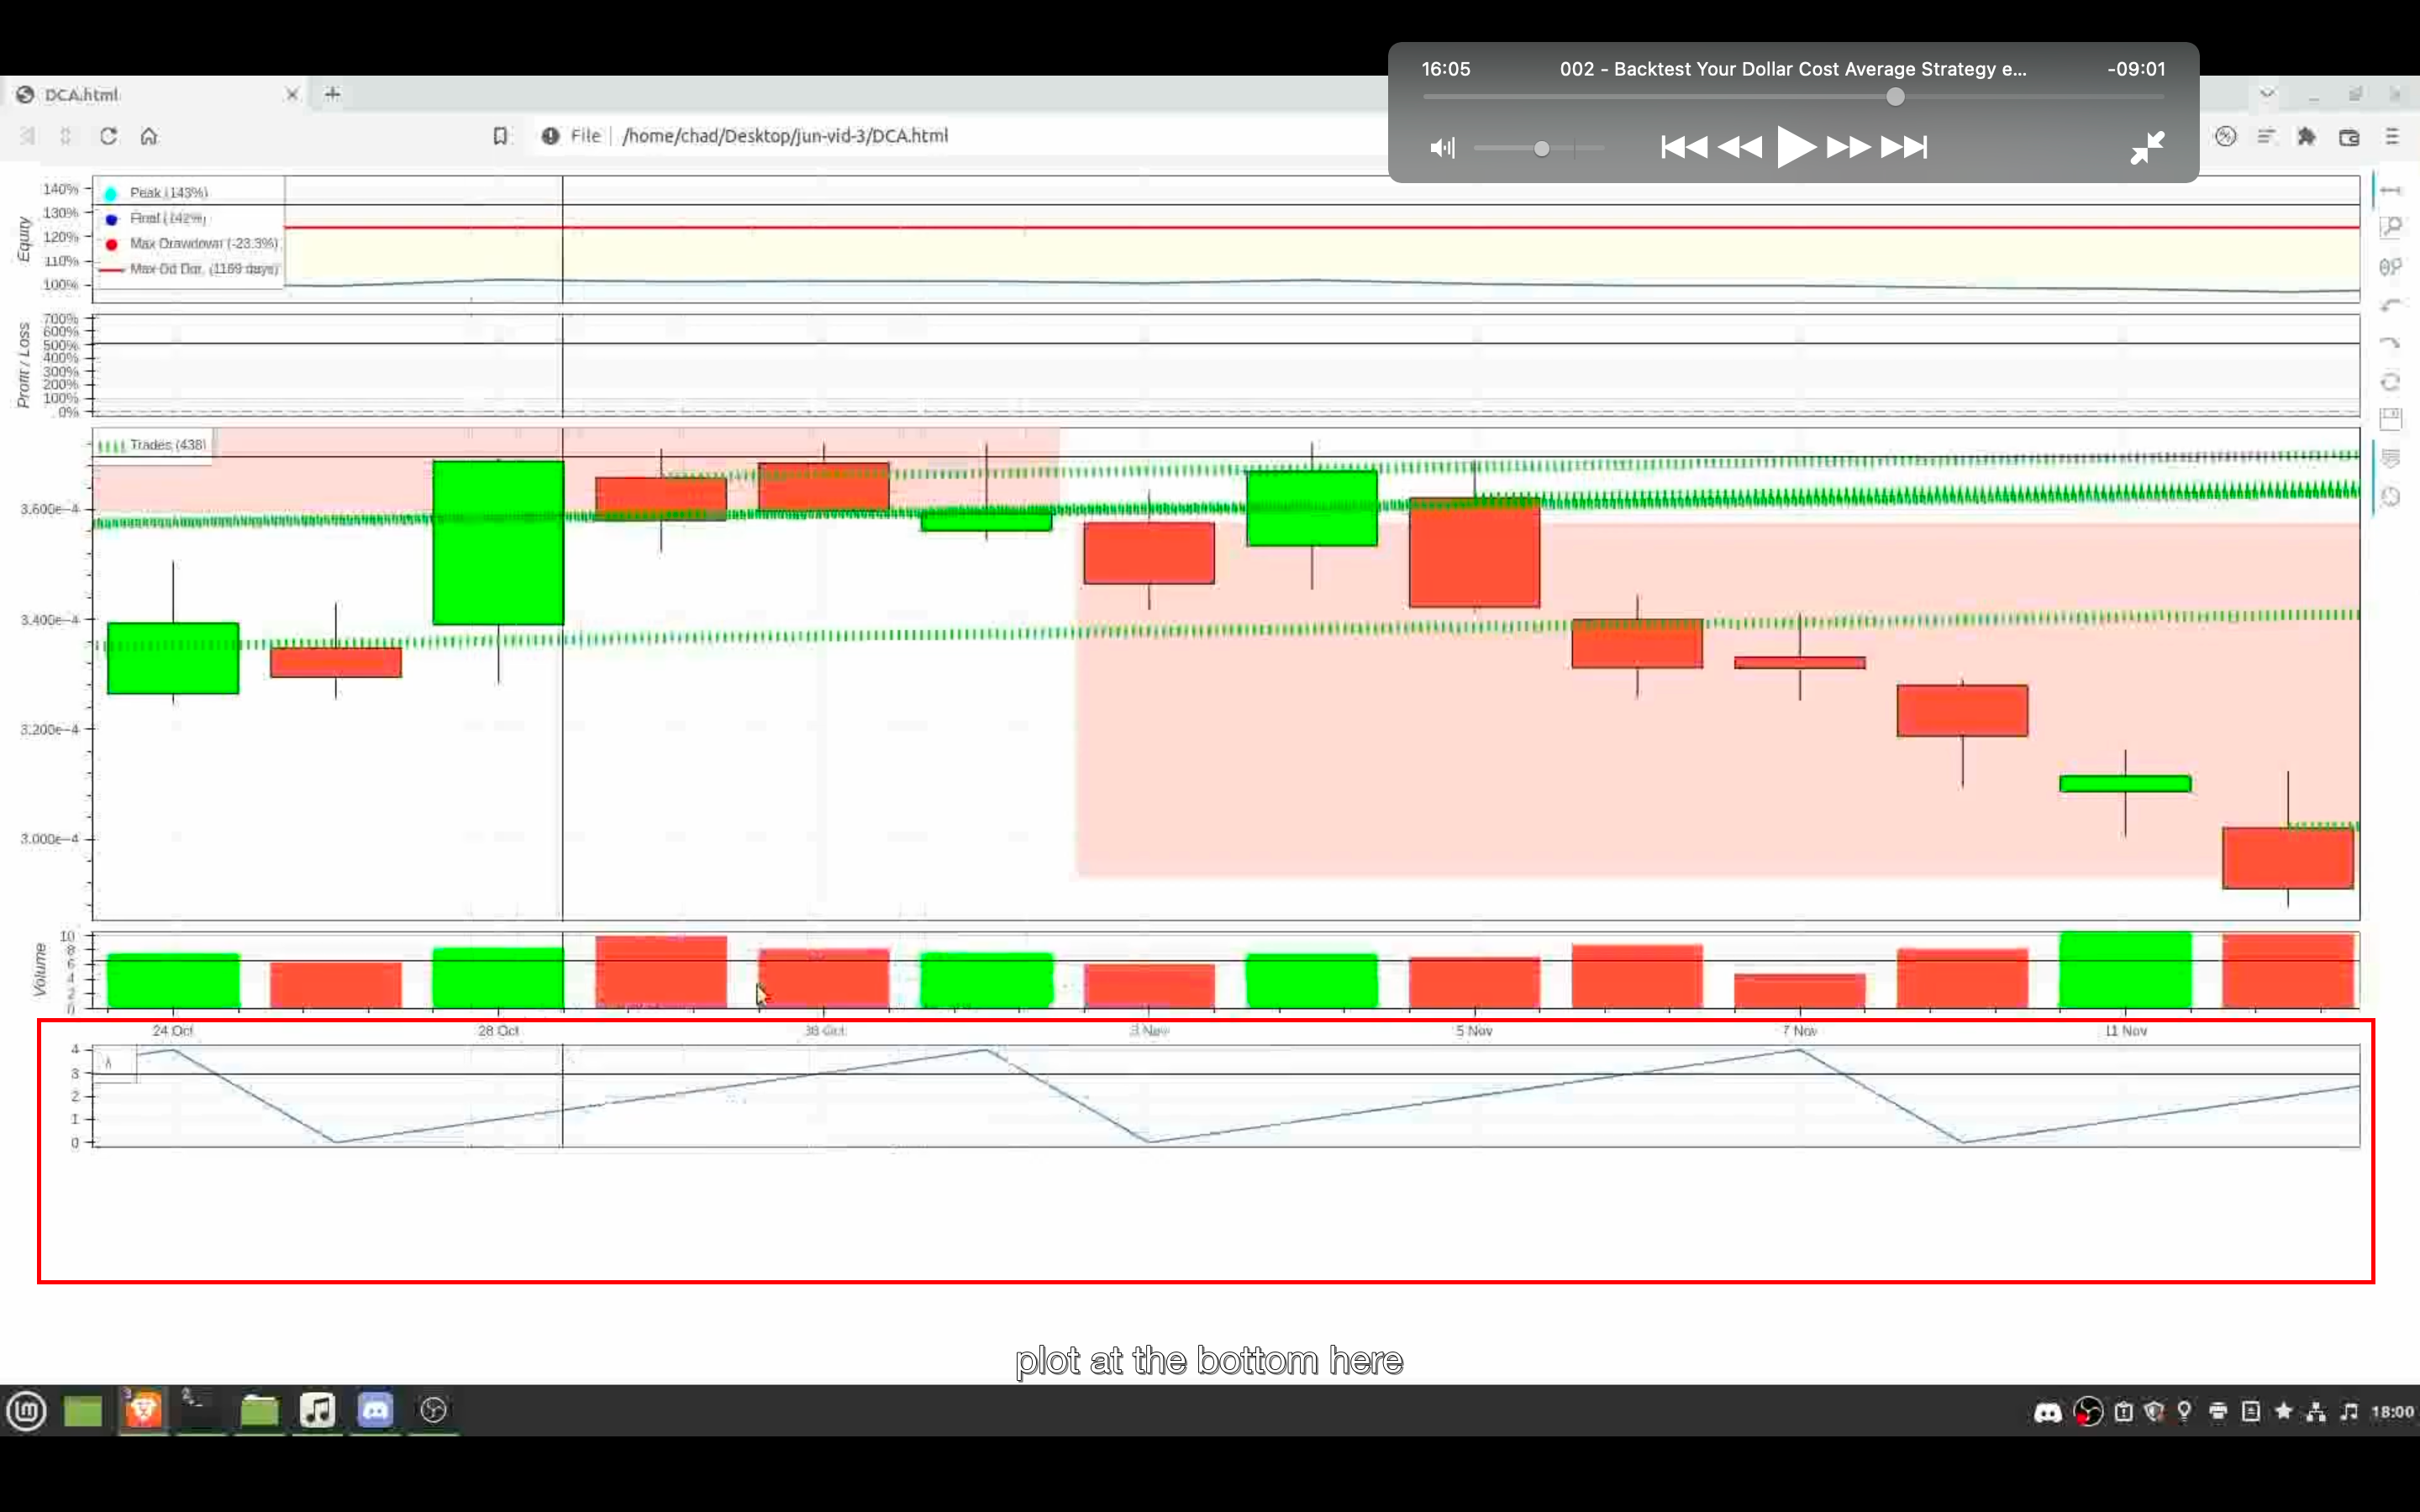 16:05 002 - Backtest Your Dollar Cost Average Strategy e... -09:01
DCA.html
File /home/chad/Desktop/jun-vid-3/DCA.html
Equity
140%
130%
120%
110%
100%
Peak (143%)
Final (142%)
Max Drawdown (-23.3%)
Max Dd Dur. (1169 days)
Profit / Loss
700%
600%
500%
400%
300%
200%
100%
0%
Trades (438)
3.600e-4
3.400e-4
3.200e-4
3.000e-4
Volume
10
8
6
4
2
0
24 Oct 28 Oct 5 Nov 7 Nov 11 Nov
4
3
2
1
0
plot at the bottom here
18:00